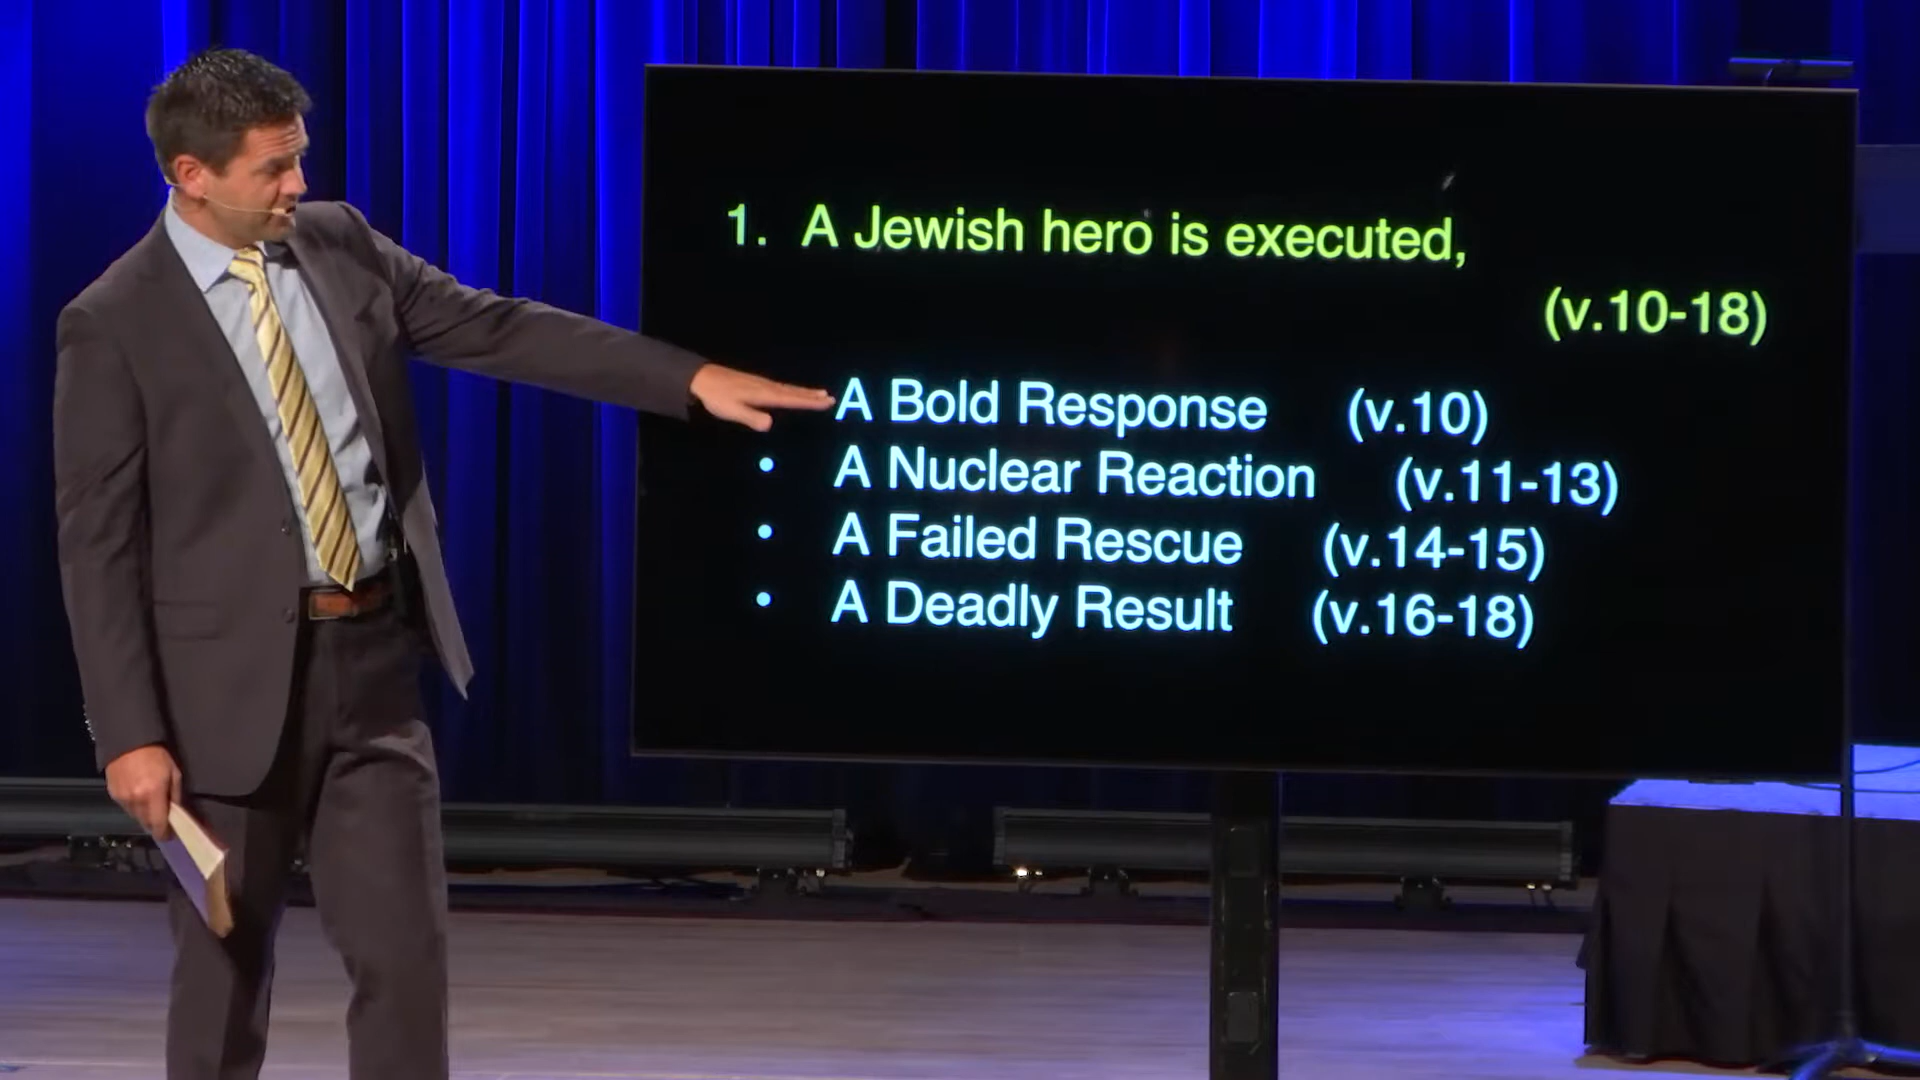 1. A Jewish hero is executed,
(v.10-18)
A Bold Response (v.10)
• A Nuclear Reaction (v.11-13)
• A Failed Rescue (v.14-15)
• A Deadly Result (v.16-18)